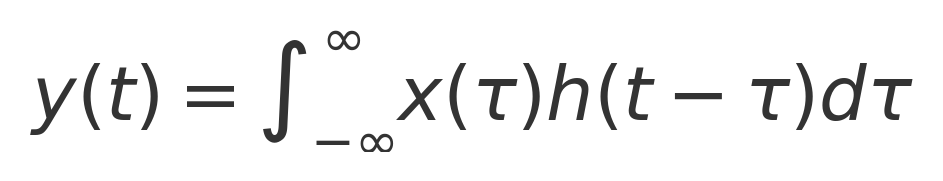 y(t) = ∫_{-∞}^{∞} x(τ)h(t − τ)dτ